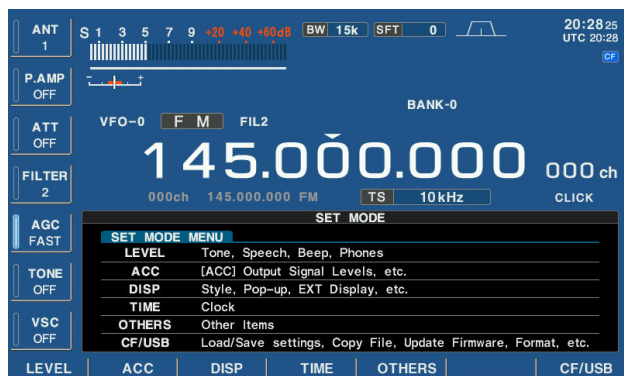 ANT
1
S 1 3 5 7 9 +20 +40 +60dB
BW 15k SFT 0
20:28 25
UTC 20:28
CF
P.AMP
OFF
- +
BANK-0
ATT
OFF
VFO-0 FM FIL2
145.000.000 000 ch
FILTER
2
000ch 145.000.000 FM TS 10kHz CLICK
AGC
FAST
SET MODE
SET MODE MENU
LEVEL Tone, Speech, Beep, Phones
ACC [ACC] Output Signal Levels, etc.
DISP Style, Pop-up, EXT Display, etc.
TIME Clock
OTHERS Other Items
CF/USB Load/Save settings, Copy File, Update Firmware, Format, etc.
TONE
OFF
VSC
OFF
LEVEL ACC DISP TIME OTHERS CF/USB